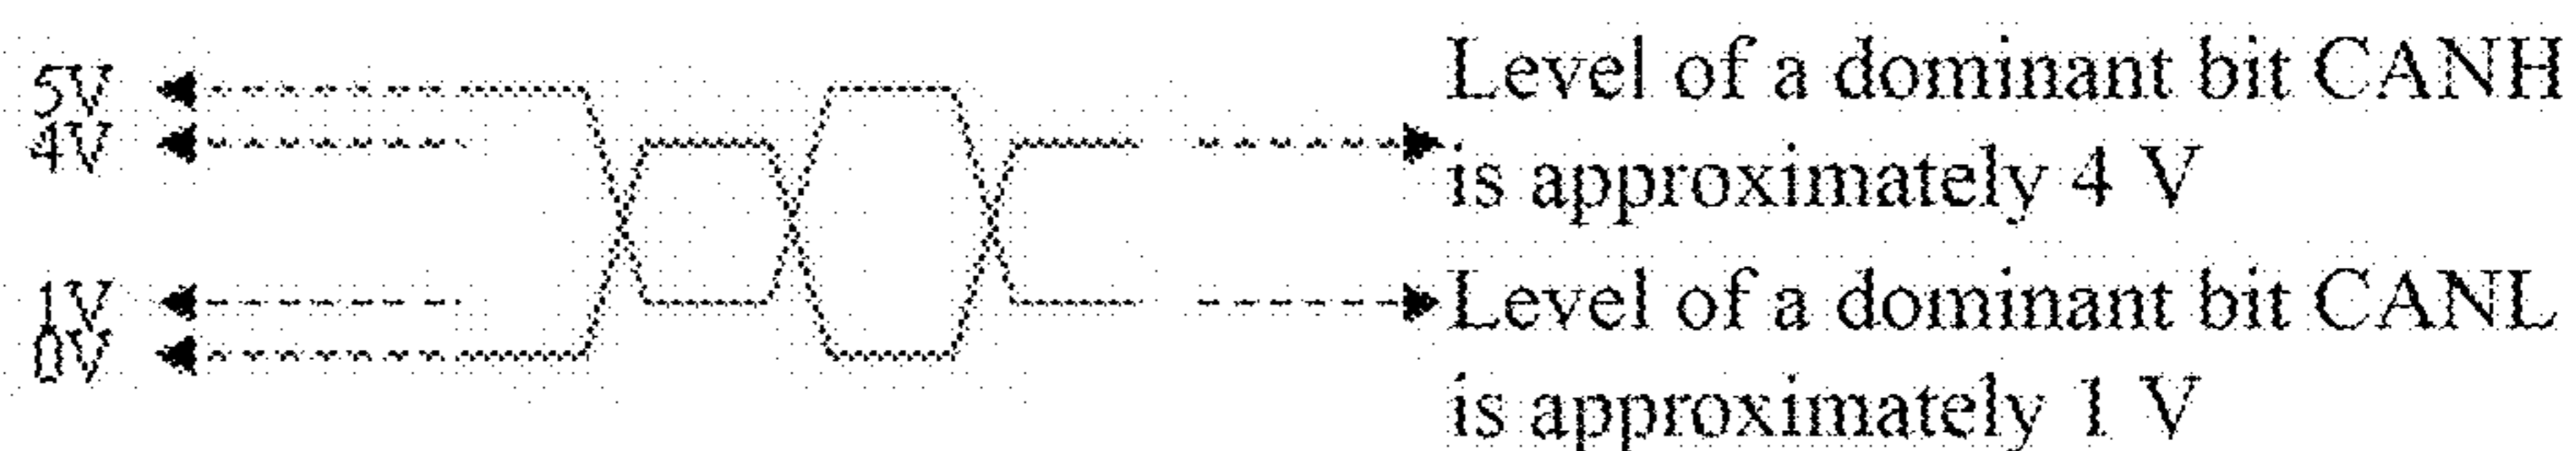 5V
4V
1V
0V
Level of a dominant bit CANH
is approximately 4 V
Level of a dominant bit CANL
is approximately 1 V